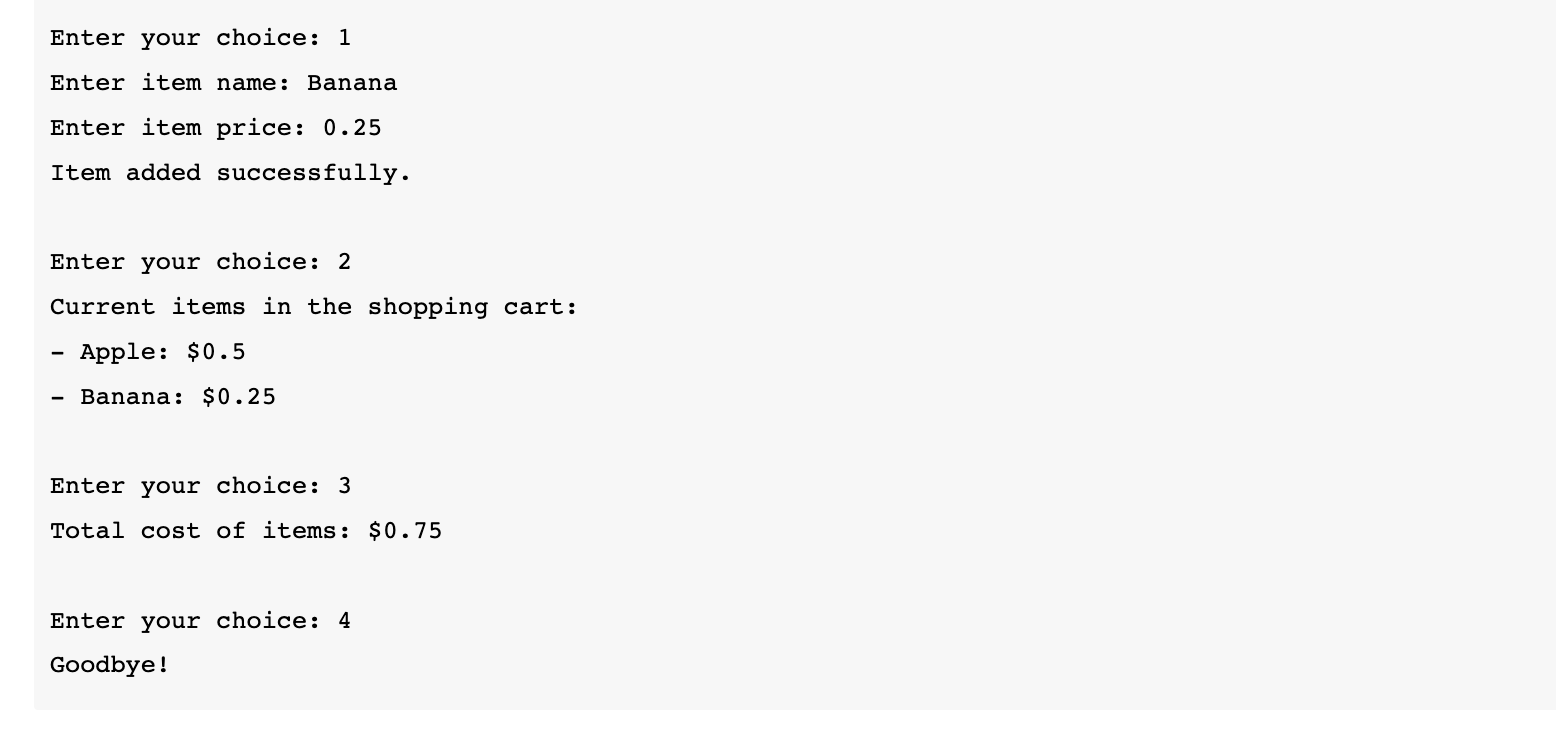 Enter your choice: 1
Enter item name: Banana
Enter item price: 0.25
Item added successfully.
Enter your choice: 2
Current items in the shopping cart:
- Apple: $0.5
- Banana: $0.25
Enter your choice: 3
Total cost of items: $0.75
Enter your choice: 4
Goodbye!